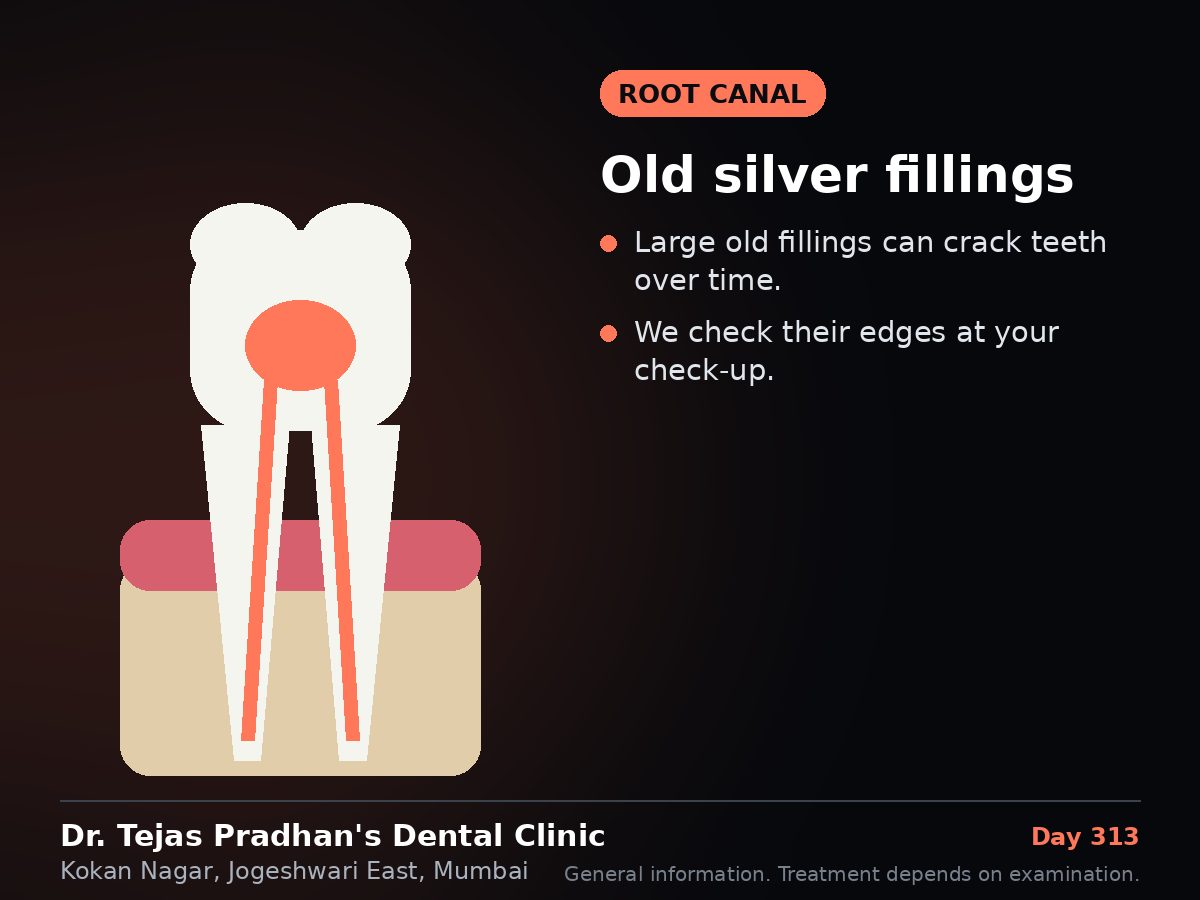 ROOT CANAL
Old silver fillings
Large old fillings can crack teeth
over time.
We check their edges at your
check-up.
Dr. Tejas Pradhan's Dental Clinic
Day 313
Kokan Nagar, Jogeshwari East, Mumbai
General information. Treatment depends on examination.